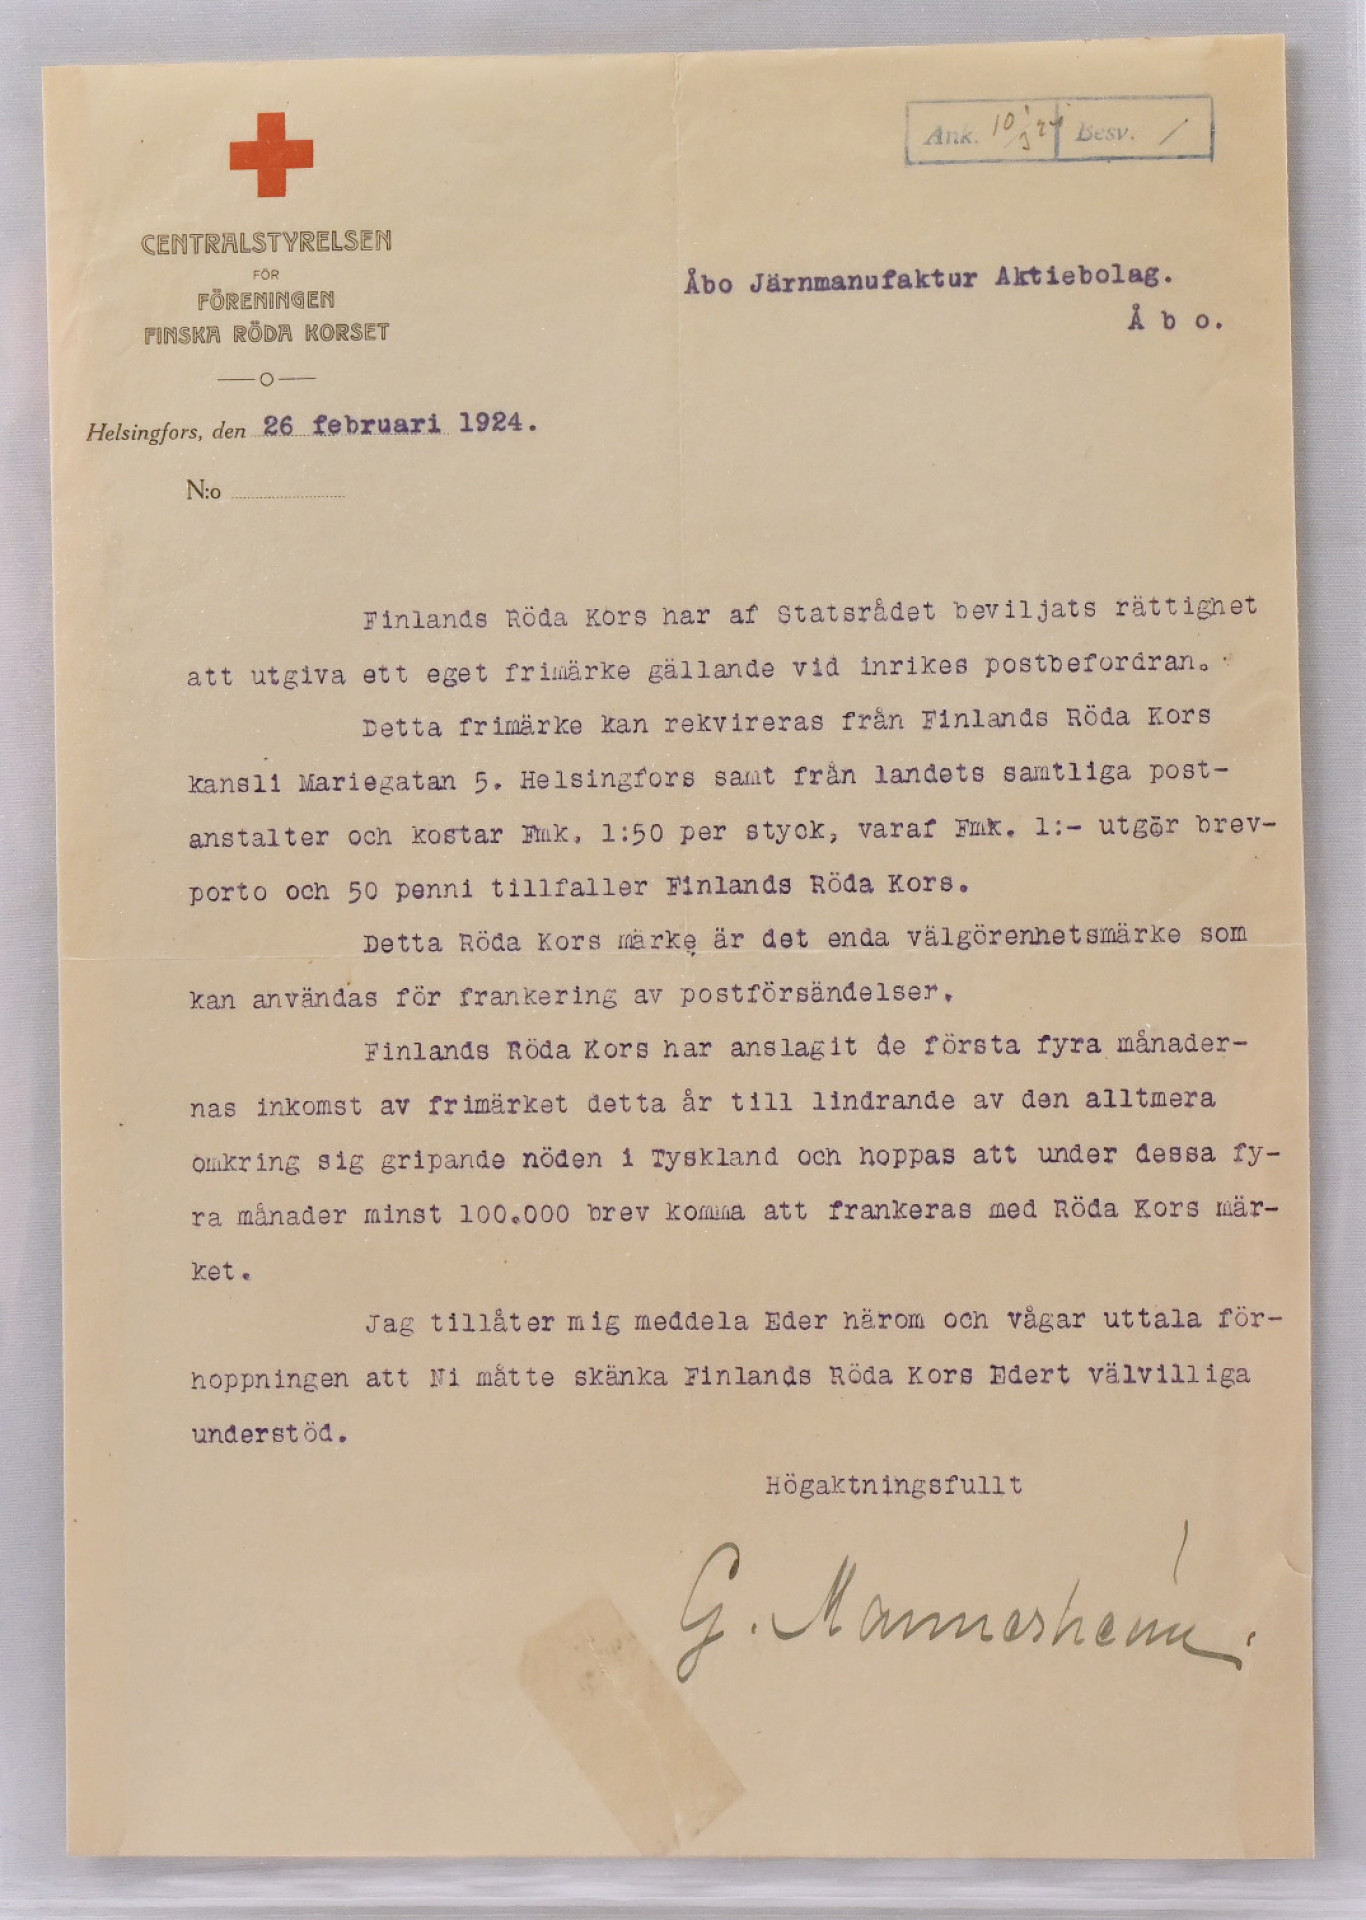 Ank. 10/3 24 Besv. /
CENTRALSTYRELSEN
FÖR
FÖRENINGEN
FINSKA RÖDA KORSET
Åbo Järnmanufaktur Aktiebolag.
Å b o.
Helsingfors, den 26 februari 1924.
N:o
Finlands Röda Kors har af Statsrådet beviljats rättighet
att utgiva ett eget frimärke gällande vid inrikes postbefordran.
Detta frimärke kan rekvireras från Finlands Röda Kors
kansli Mariegatan 5. Helsingfors samt från landets samtliga post-
anstalter och kostar Fmk. 1:50 per styck, varaf Fmk. 1:- utgör brev-
porto och 50 penni tillfaller Finlands Röda Kors.
Detta Röda Kors märke är det enda välgörenhetsmärke som
kan användas för frankering av postförsändelser.
Finlands Röda Kors har anslagit de första fyra månader-
nas inkomst av frimärket detta år till lindrande av den alltmera
omkring sig gripande nöden i Tyskland och hoppas att under dessa fy-
ra månader minst 100.000 brev komma att frankeras med Röda Kors mär-
ket.
Jag tillåter mig meddela Eder härom och vågar uttala för-
hoppningen att Ni måtte skänka Finlands Röda Kors Edert välvilliga
understöd.
Högaktningsfullt
G. Mannerheim.